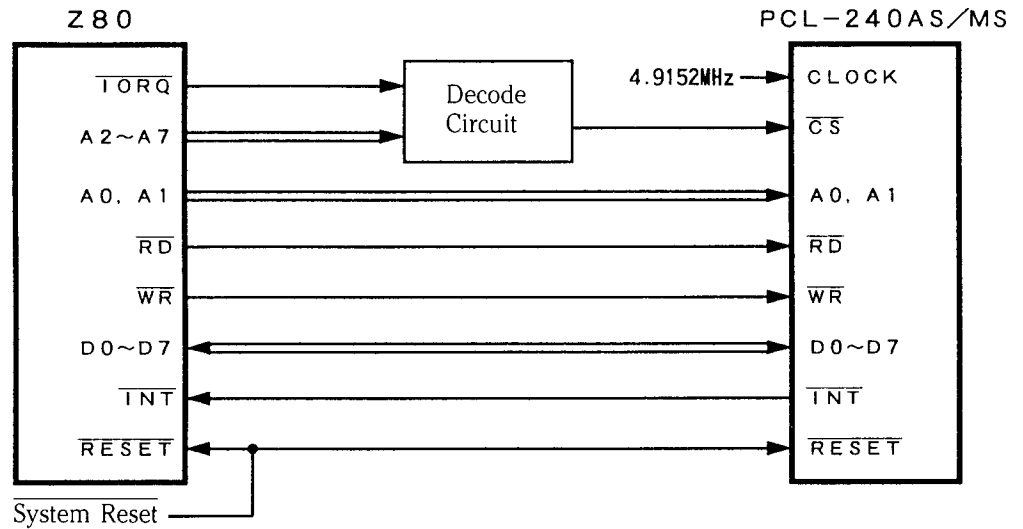 Z80
PCL-240AS/MS
IORQ
A2~A7
A0, A1
RD
WR
D0~D7
INT
RESET
System Reset
Decode
Circuit
4.9152MHz
CLOCK
CS
A0, A1
RD
WR
D0~D7
INT
RESET